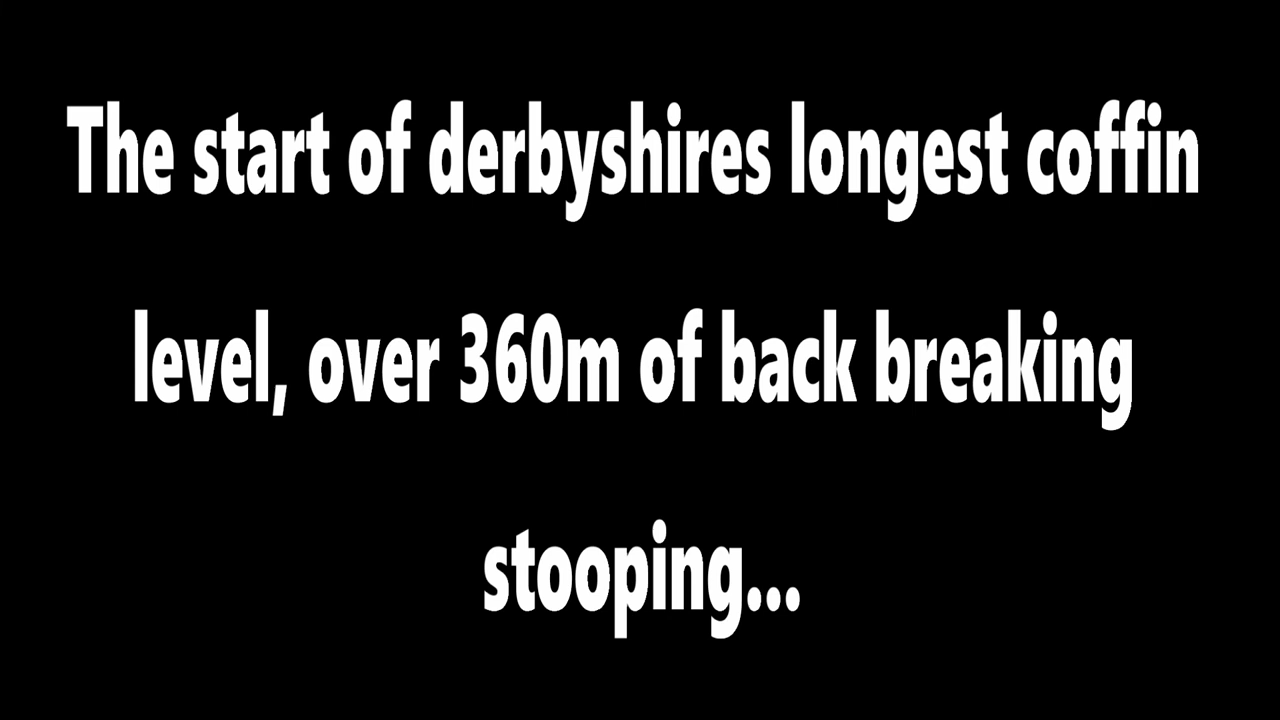 The start of derbyshires longest coffin
level, over 360m of back breaking
stooping...